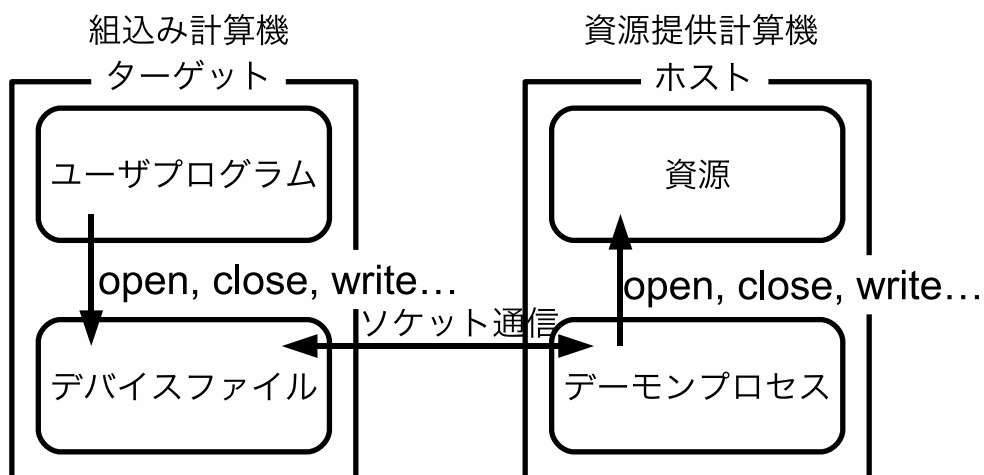 組込み計算機
ターゲット
ユーザプログラム
open, close, write…
デバイスファイル
ソケット通信
資源提供計算機
ホスト
資源
open, close, write…
デーモンプロセス